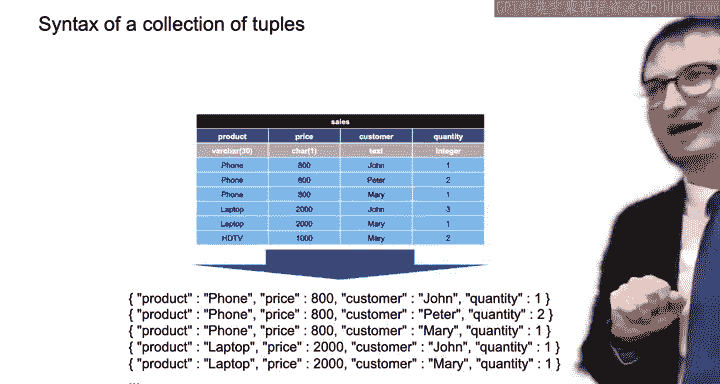 Syntax of a collection of tuples
sales
product price customer quantity
varchar(30) char(1) text integer
Phone 800 John 1
Phone 800 Peter 2
Phone 800 Mary 1
Laptop 2000 John 3
Laptop 2000 Mary 1
HDTV 1000 Mary 2
{ "product" : "Phone", "price" : 800, "customer" : "John", "quantity" : 1 }
{ "product" : "Phone", "price" : 800, "customer" : "Peter", "quantity" : 2 }
{ "product" : "Phone", "price" : 800, "customer" : "Mary", "quantity" : 1 }
{ "product" : "Laptop", "price" : 2000, "customer" : "John", "quantity" : 1 }
{ "product" : "Laptop", "price" : 2000, "customer" : "Mary", "quantity" : 1 }
...